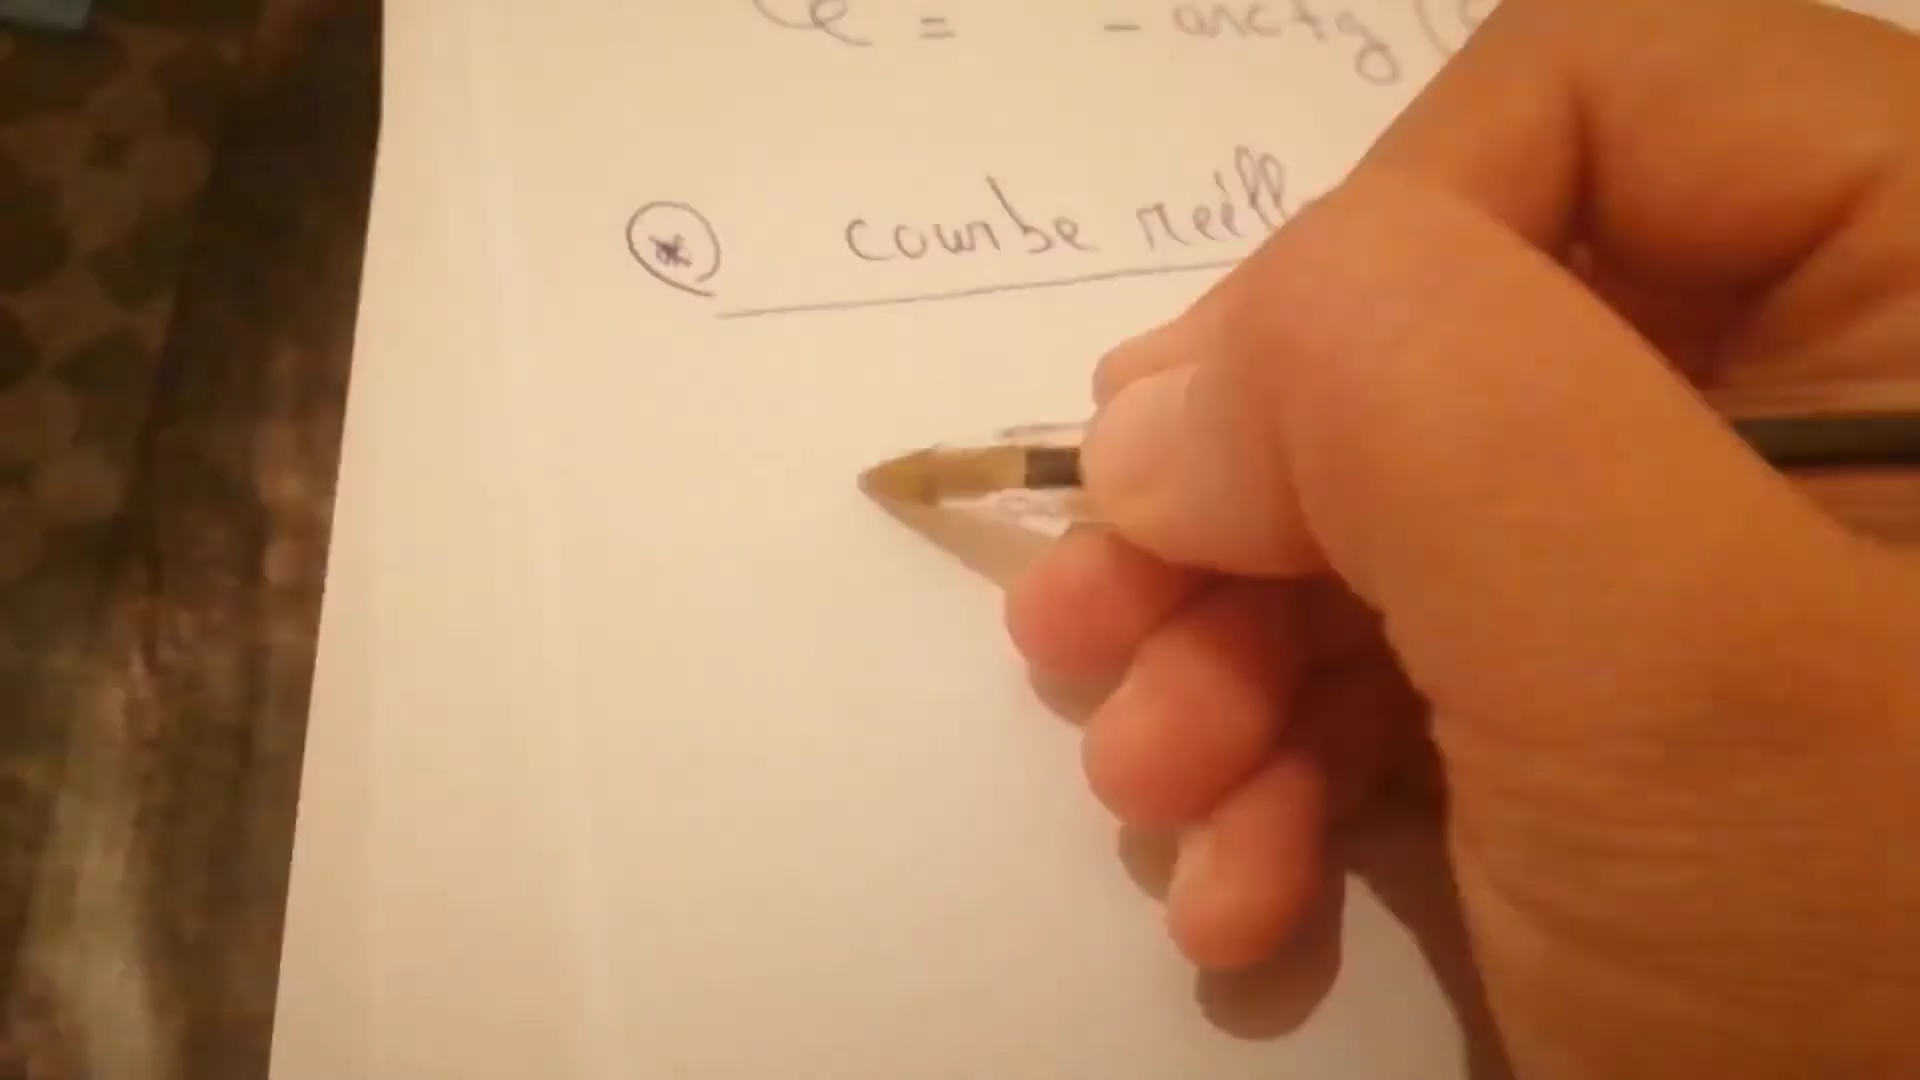 φ = - arctg (
* courbe réell